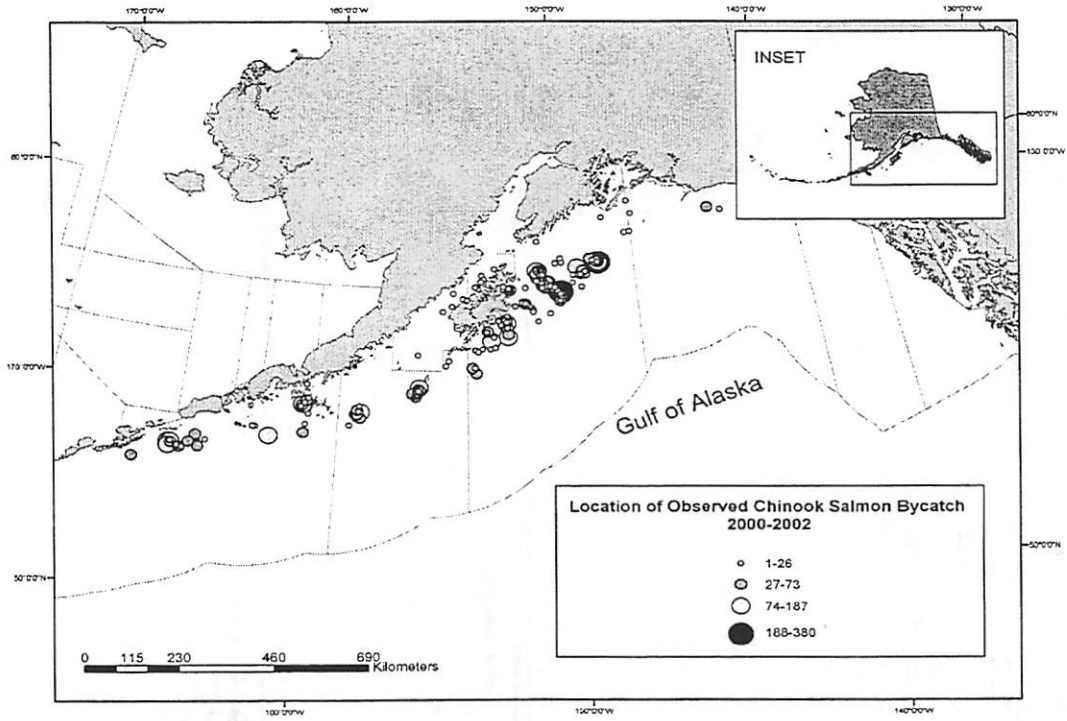 170°0'0"W 160°0'0"W 150°0'0"W 140°0'0"W 130°0'0"W
INSET
60°0'0"N
130°0'0"W
60°0'0"N
170°0'0"W
Gulf of Alaska
Location of Observed Chinook Salmon Bycatch
2000-2002
1-26
27-73
74-187
188-380
50°0'0"N
50°0'0"N
0 115 230 460 690
Kilometers
160°0'0"W 150°0'0"W 140°0'0"W